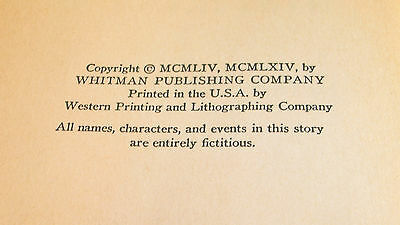 Copyright © MCMLIV, MCMLXIV, by
WHITMAN PUBLISHING COMPANY
Printed in the U.S.A. by
Western Printing and Lithographing Company
All names, characters, and events in this story
are entirely fictitious.